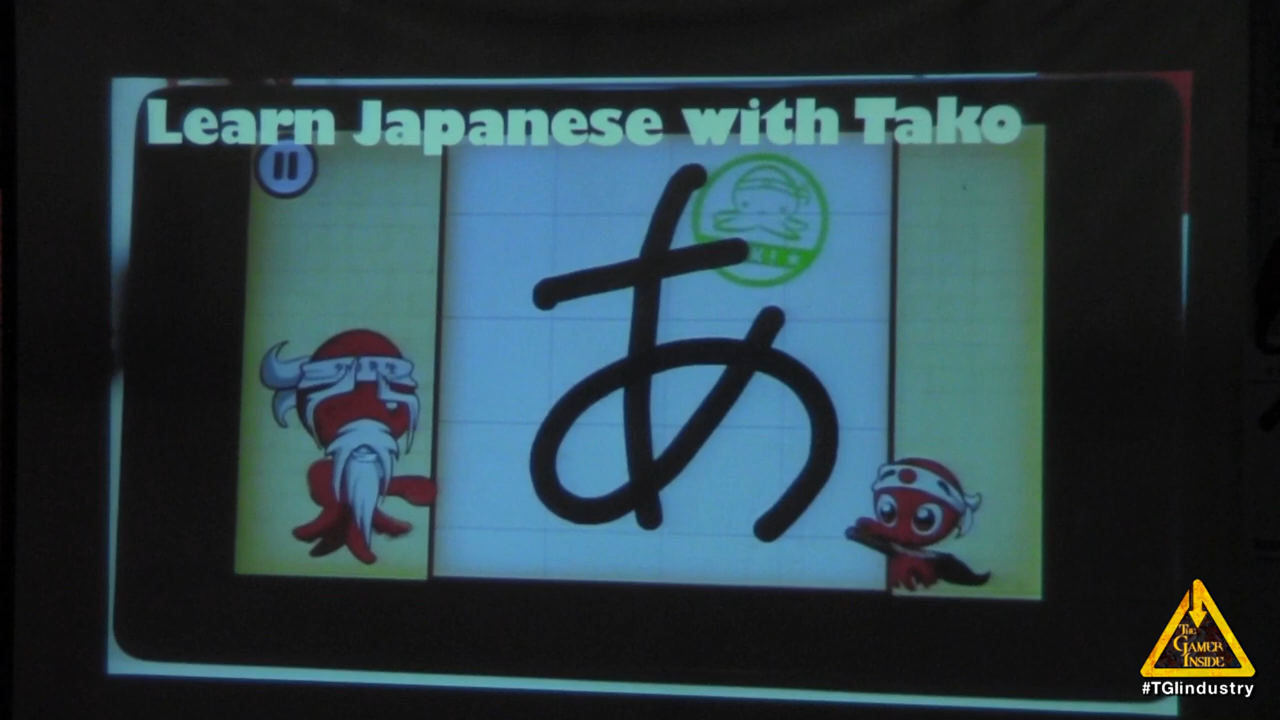 Learn Japanese with Tako
あ
The
Gamer
Inside
#TGIindustry